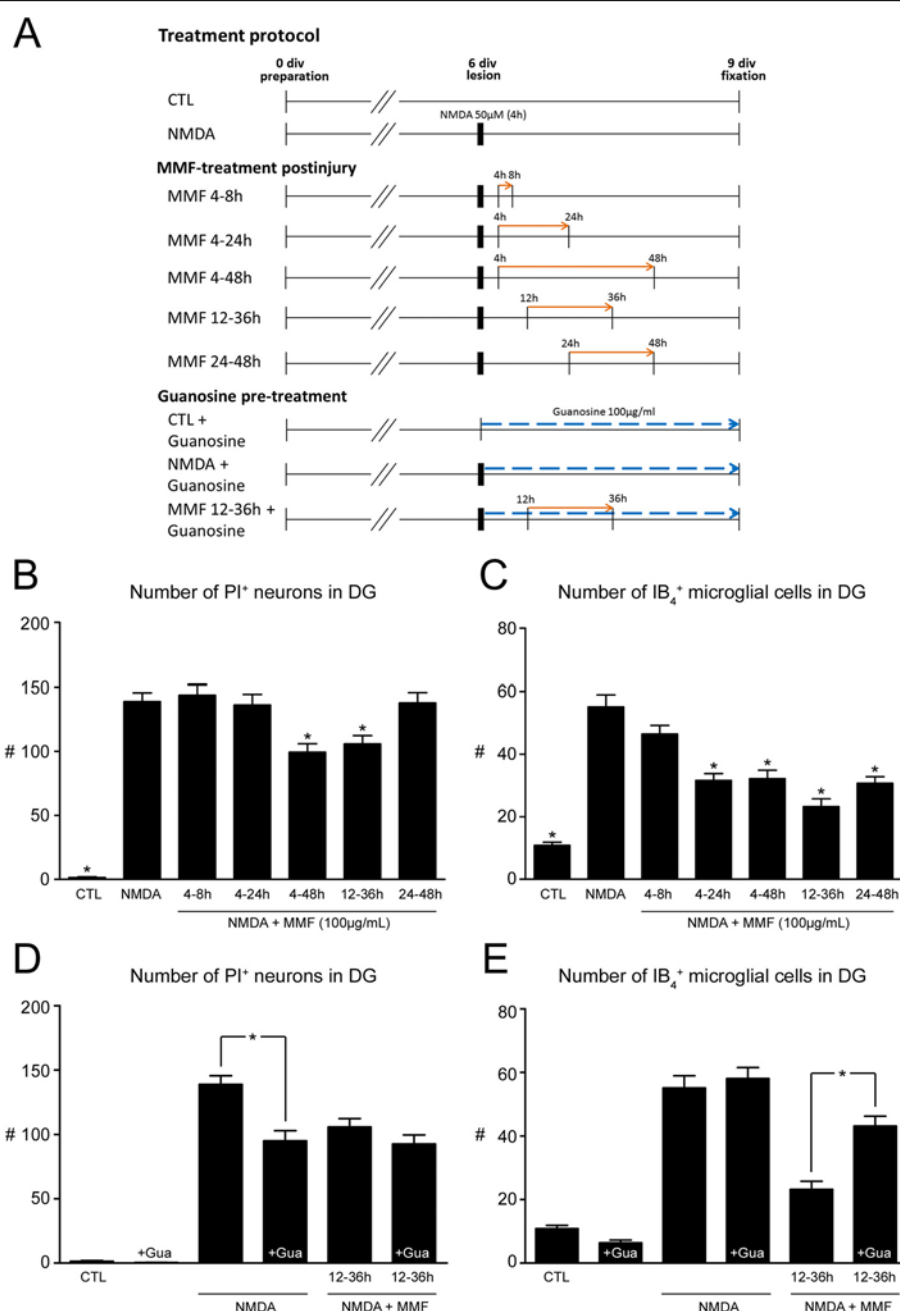 A
Treatment protocol
0 div
preparation
6 div
lesion
9 div
fixation
CTL
NMDA 50µM (4h)
NMDA
MMF-treatment postinjury
4h 8h
MMF 4-8h
4h 24h
MMF 4-24h
4h 48h
MMF 4-48h
12h 36h
MMF 12-36h
24h 48h
MMF 24-48h
Guanosine pre-treatment
CTL +
Guanosine
Guanosine 100µg/ml
NMDA +
Guanosine
12h 36h
MMF 12-36h +
Guanosine
B
Number of PI⁺ neurons in DG
200
150
100
50
0
#
* * *
CTL NMDA 4-8h 4-24h 4-48h 12-36h 24-48h
NMDA + MMF (100µg/mL)
C
Number of IB₄⁺ microglial cells in DG
80
60
40
20
0
#
* * * * *
CTL NMDA 4-8h 4-24h 4-48h 12-36h 24-48h
NMDA + MMF (100µg/mL)
D
Number of PI⁺ neurons in DG
200
150
100
50
0
#
*
+Gua +Gua +Gua
CTL 12-36h 12-36h
NMDA NMDA + MMF
E
Number of IB₄⁺ microglial cells in DG
80
60
40
20
0
#
*
+Gua +Gua +Gua
CTL 12-36h 12-36h
NMDA NMDA + MMF